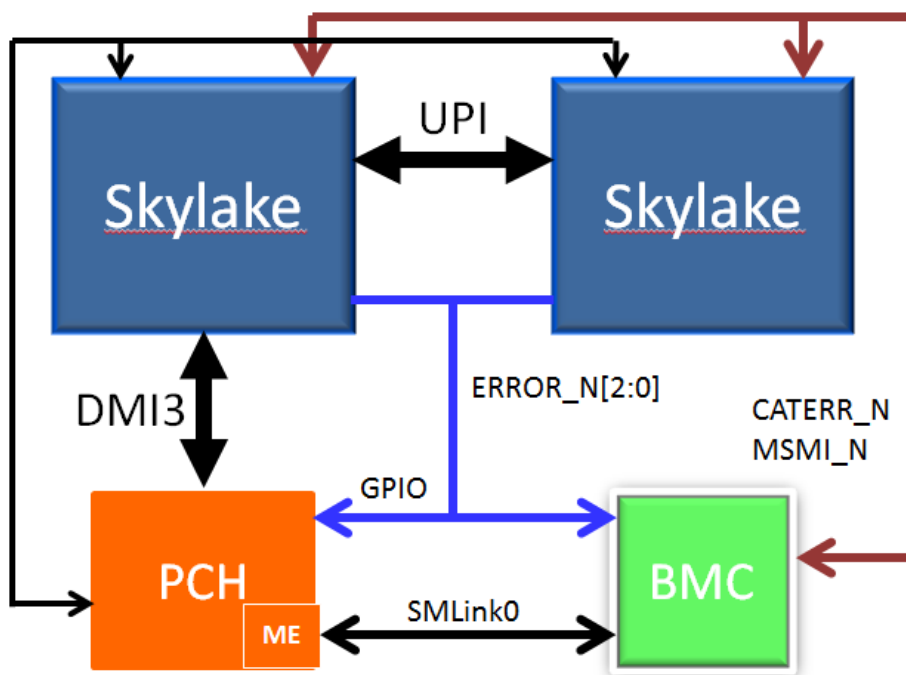 UPI
Skylake
Skylake
DMI3
ERROR_N[2:0]
CATERR_N
MSMI_N
GPIO
PCH
BMC
ME
SMLink0